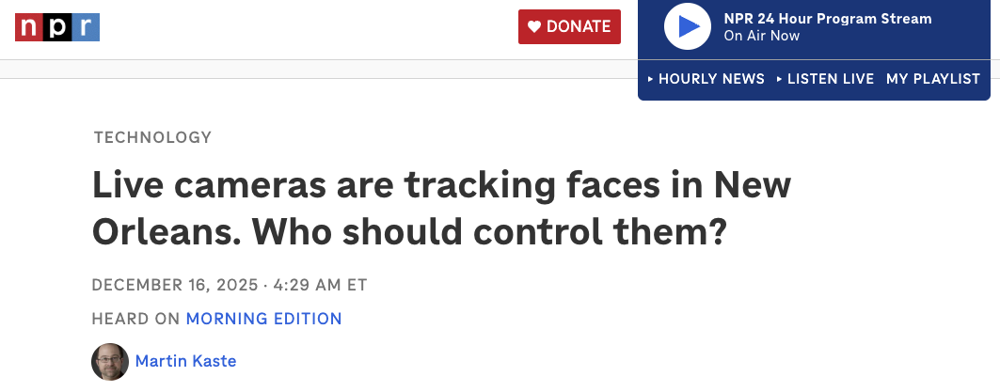 npr
DONATE
NPR 24 Hour Program Stream
On Air Now
HOURLY NEWS LISTEN LIVE MY PLAYLIST
TECHNOLOGY
Live cameras are tracking faces in New
Orleans. Who should control them?
DECEMBER 16, 2025 · 4:29 AM ET
HEARD ON MORNING EDITION
Martin Kaste